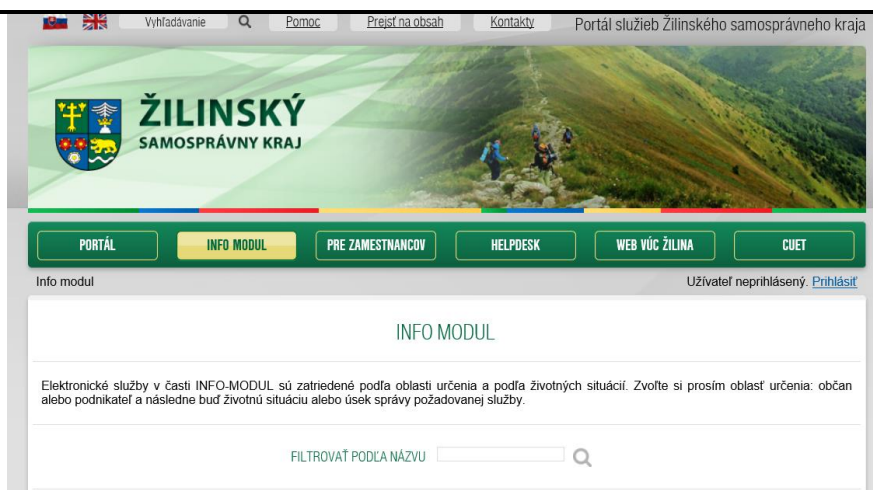 Vyhľadávanie Pomoc Prejsť na obsah Kontakty Portál služieb Žilinského samosprávneho kraja
ŽILINSKÝ
SAMOSPRÁVNY KRAJ
PORTÁL INFO MODUL PRE ZAMESTNANCOV HELPDESK WEB VÚC ŽILINA CUET
Info modul Užívateľ neprihlásený. Prihlásiť
INFO MODUL
Elektronické služby v časti INFO-MODUL sú zatriedené podľa oblasti určenia a podľa životných situácií. Zvoľte si prosím oblasť určenia: občan
alebo podnikateľ a následne buď životnú situáciu alebo úsek správy požadovanej služby.
FILTROVAŤ PODĽA NÁZVU